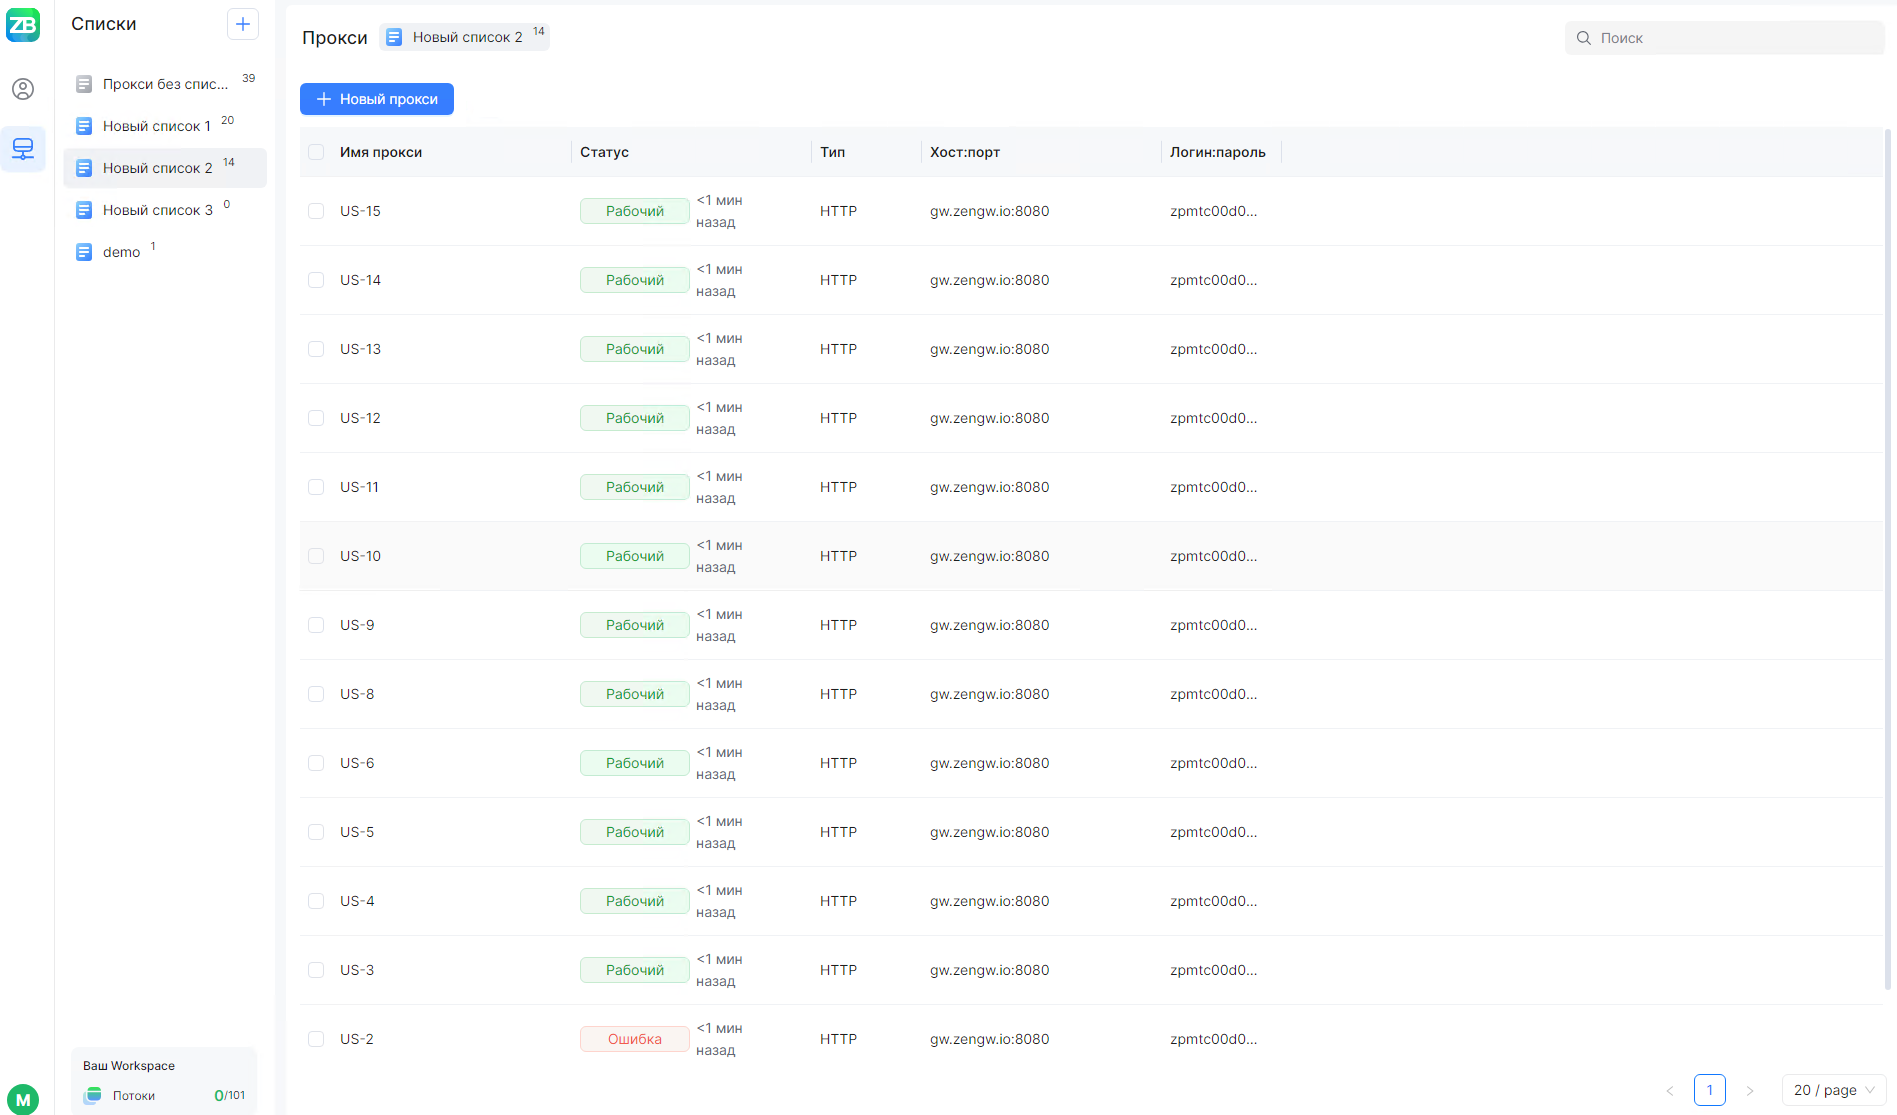 ZB
Списки
Прокси без спис... 39
Новый список 1 20
Новый список 2 14
Новый список 3 0
demo 1
Ваш Workspace
Потоки 0/101
M
Прокси Новый список 2 14
Поиск
Новый прокси
Имя прокси Статус Тип Хост:порт Логин:пароль
US-15 Рабочий <1 мин назад HTTP gw.zengw.io:8080 zpmtc00d0...
US-14 Рабочий <1 мин назад HTTP gw.zengw.io:8080 zpmtc00d0...
US-13 Рабочий <1 мин назад HTTP gw.zengw.io:8080 zpmtc00d0...
US-12 Рабочий <1 мин назад HTTP gw.zengw.io:8080 zpmtc00d0...
US-11 Рабочий <1 мин назад HTTP gw.zengw.io:8080 zpmtc00d0...
US-10 Рабочий <1 мин назад HTTP gw.zengw.io:8080 zpmtc00d0...
US-9 Рабочий <1 мин назад HTTP gw.zengw.io:8080 zpmtc00d0...
US-8 Рабочий <1 мин назад HTTP gw.zengw.io:8080 zpmtc00d0...
US-6 Рабочий <1 мин назад HTTP gw.zengw.io:8080 zpmtc00d0...
US-5 Рабочий <1 мин назад HTTP gw.zengw.io:8080 zpmtc00d0...
US-4 Рабочий <1 мин назад HTTP gw.zengw.io:8080 zpmtc00d0...
US-3 Рабочий <1 мин назад HTTP gw.zengw.io:8080 zpmtc00d0...
US-2 Ошибка <1 мин назад HTTP gw.zengw.io:8080 zpmtc00d0...
< 1 > 20 / page